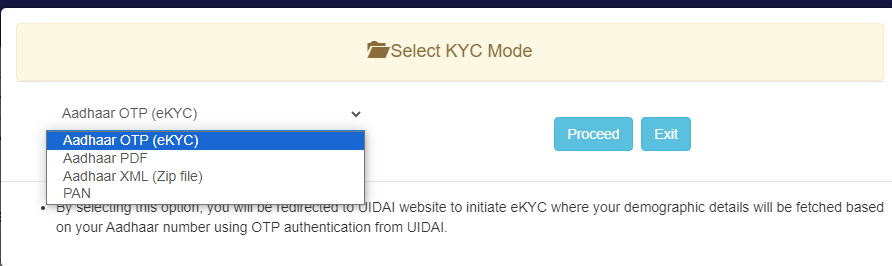 Select KYC Mode
Aadhaar OTP (eKYC)
Proceed
Exit
Aadhaar OTP (eKYC)
Aadhaar PDF
Aadhaar XML (Zip file)
PAN
By selecting this option, you will be redirected to UIDAI website to initiate eKYC where your demographic details will be fetched based
on your Aadhaar number using OTP authentication from UIDAI.